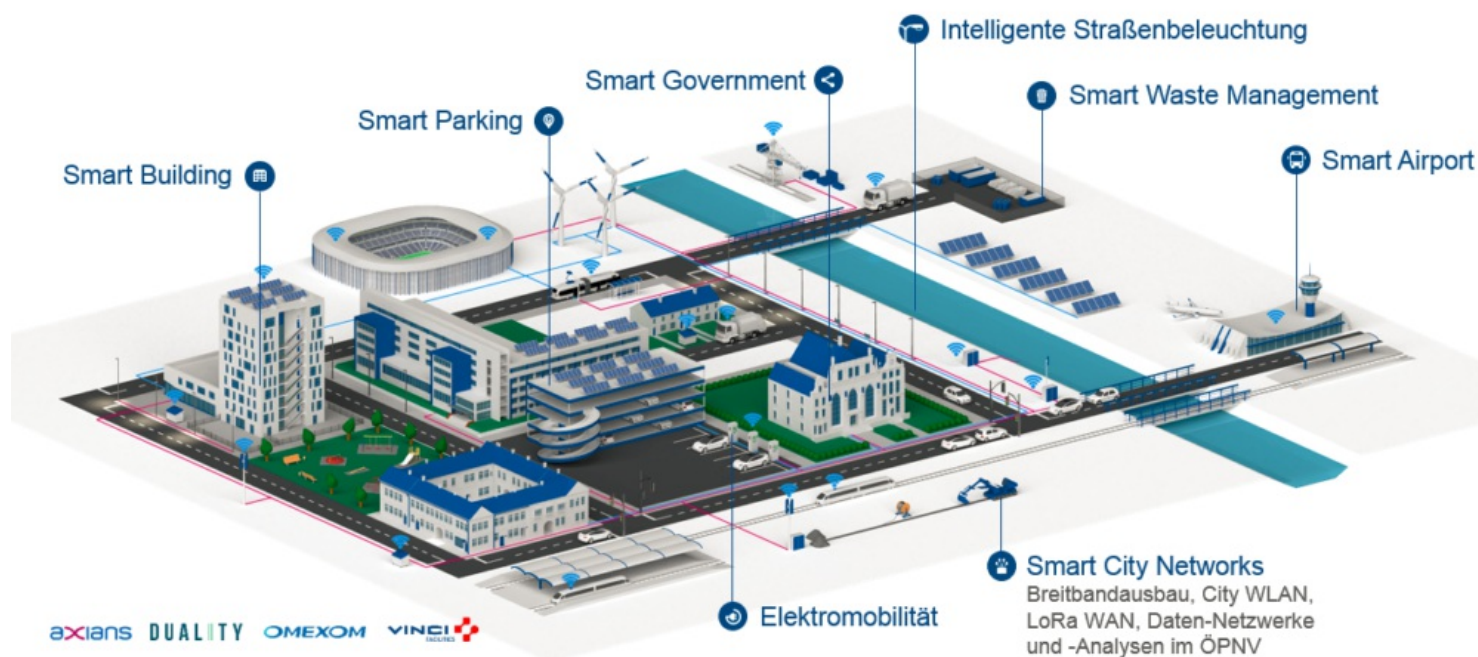 Intelligente Straßenbeleuchtung
Smart Government
Smart Waste Management
Smart Parking
Smart Airport
Smart Building
Smart City Networks
Breitbandausbau, City WLAN,
LoRa WAN, Daten-Netzwerke
und -Analysen im ÖPNV
Elektromobilität
axians DUALITY OMEXOM VINCI
FACILITIES